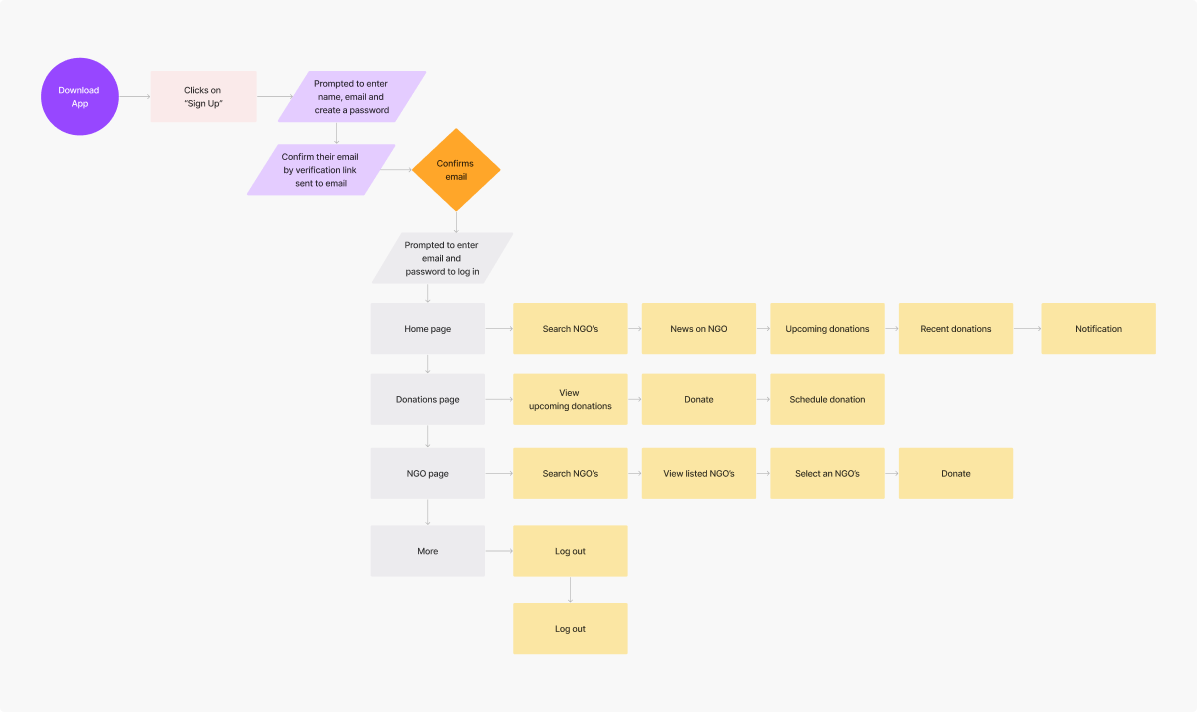 Download
App
Clicks on
“Sign Up”
Prompted to enter
name, email and
create a password
Confirm their email
by verification link
sent to email
Confirms
email
Prompted to enter
email and
password to log in
Home page
Search NGO’s
News on NGO
Upcoming donations
Recent donations
Notification
Donations page
View
upcoming donations
Donate
Schedule donation
NGO page
Search NGO’s
View listed NGO’s
Select an NGO’s
Donate
More
Log out
Log out